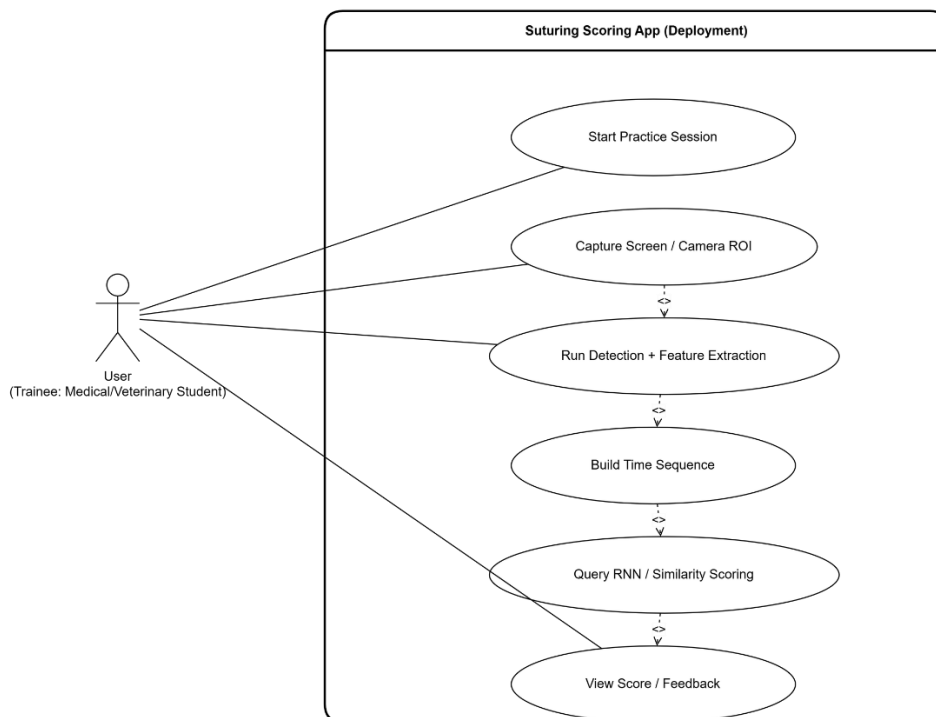 Suturing Scoring App (Deployment)
Start Practice Session
Capture Screen / Camera ROI
<>
Run Detection + Feature Extraction
User
(Trainee: Medical/Veterinary Student)
<>
Build Time Sequence
<>
Query RNN / Similarity Scoring
<>
View Score / Feedback